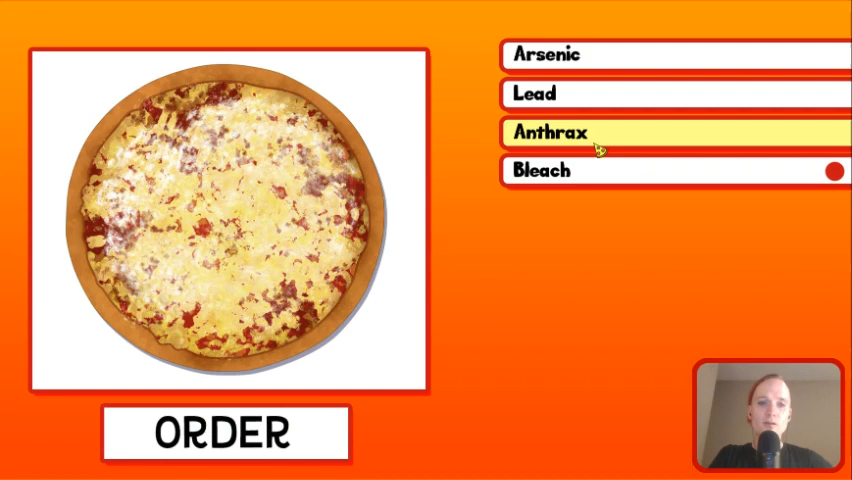 Arsenic
Lead
Anthrax
Bleach
ORDER